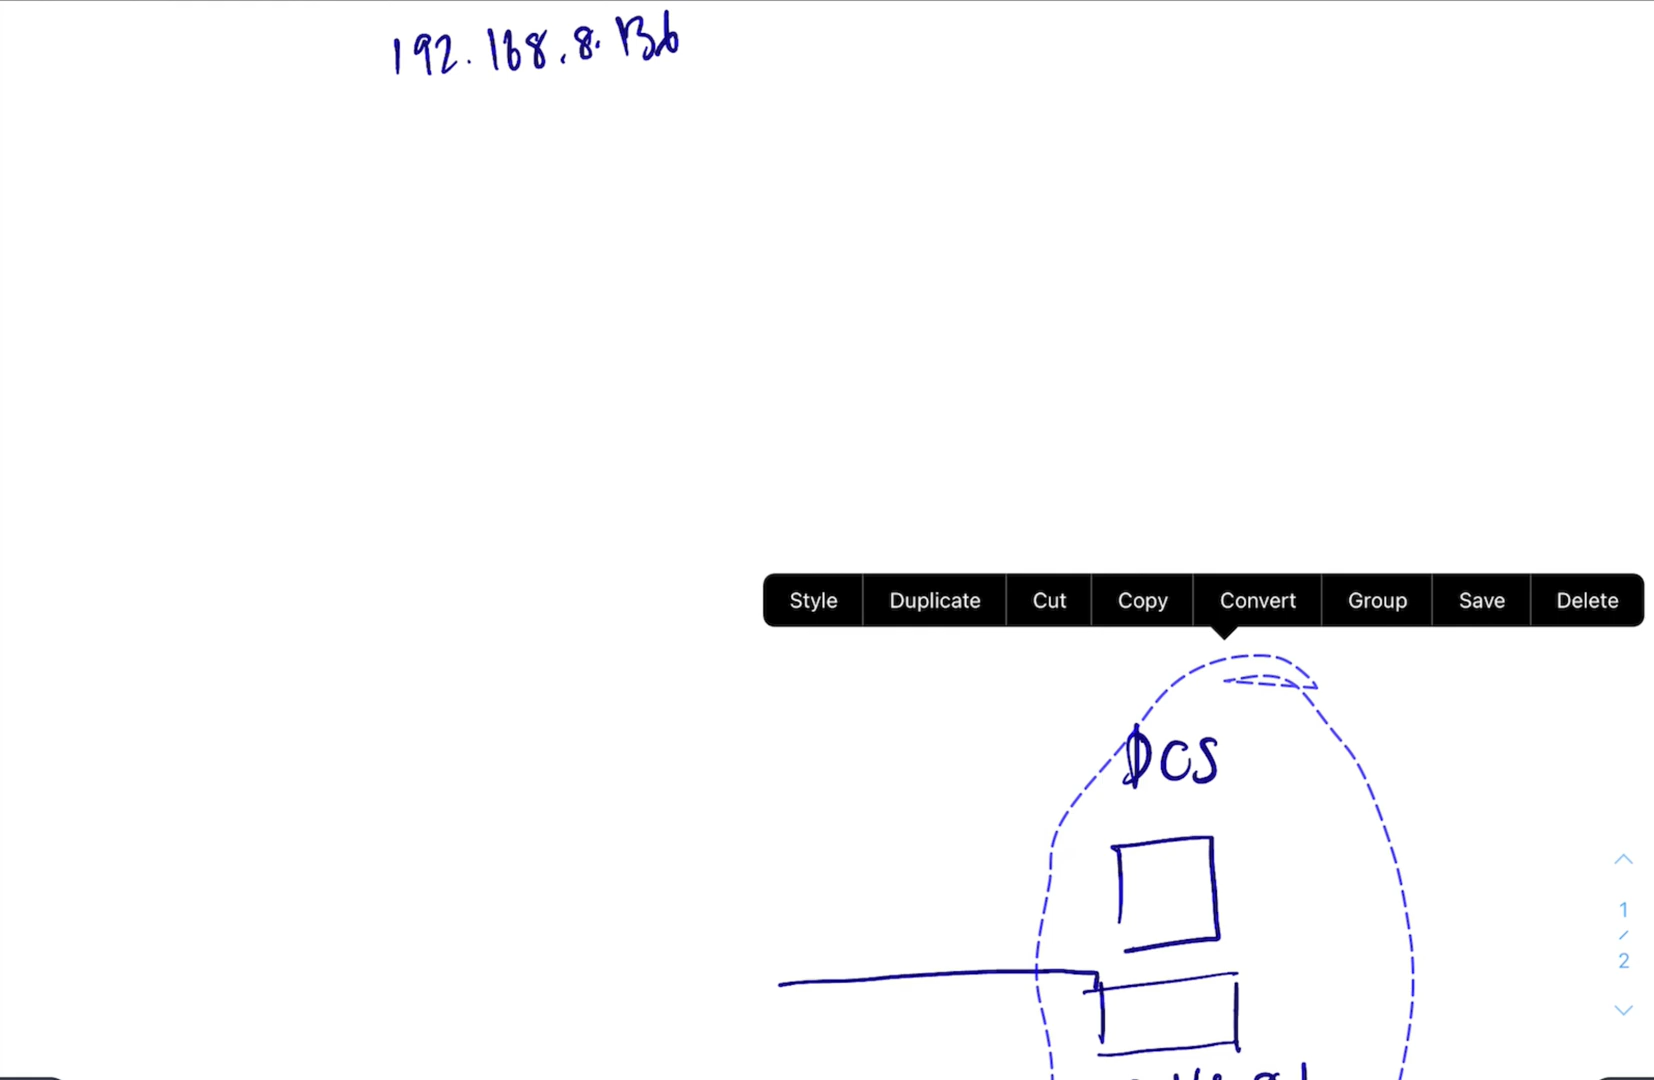 192.168.8.136
Style Duplicate Cut Copy Convert Group Save Delete
DCS
1
/
2